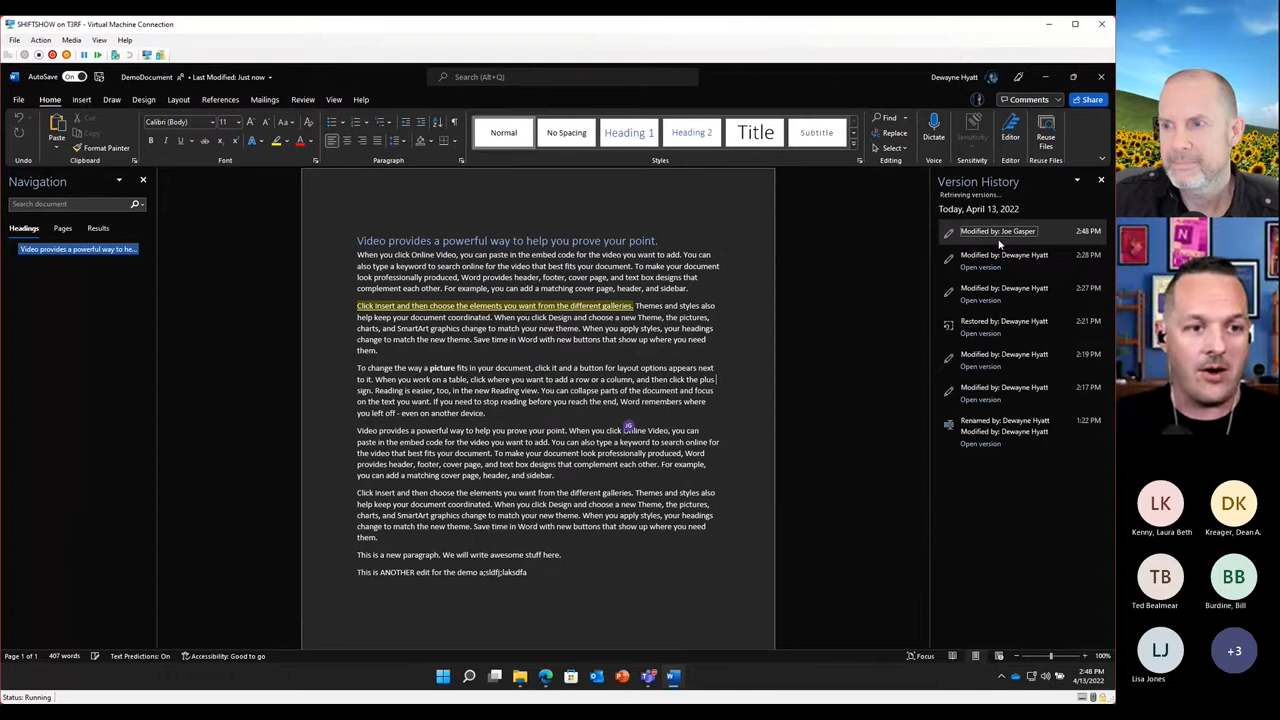 SHIFTSHOW on T3RF - Virtual Machine Connection
File Action Media View Help
AutoSave On DemoDocument • Last Modified: Just now Search (Alt+Q) Dewayne Hyatt
File Home Insert Draw Design Layout References Mailings Review View Help Comments Share
Paste
Cut
Copy
Format Painter
Calibri (Body) 11
Normal No Spacing Heading 1 Heading 2 Title Subtitle
Find
Replace
Select
Dictate Sensitivity Editor Reuse Files
Undo Clipboard Font Paragraph Styles Editing Voice Sensitivity Editor Reuse Files
Navigation
Search document
Headings Pages Results
Video provides a powerful way to he...
Video provides a powerful way to help you prove your point.
When you click Online Video, you can paste in the embed code for the video you want to add. You can
also type a keyword to search online for the video that best fits your document. To make your document
look professionally produced, Word provides header, footer, cover page, and text box designs that
complement each other. For example, you can add a matching cover page, header, and sidebar.
Click Insert and then choose the elements you want from the different galleries. Themes and styles also
help keep your document coordinated. When you click Design and choose a new Theme, the pictures,
charts, and SmartArt graphics change to match your new theme. When you apply styles, your headings
change to match the new theme. Save time in Word with new buttons that show up where you need
them.
To change the way a picture fits in your document, click it and a button for layout options appears next
to it. When you work on a table, click where you want to add a row or a column, and then click the plus
sign. Reading is easier, too, in the new Reading view. You can collapse parts of the document and focus
on the text you want. If you need to stop reading before you reach the end, Word remembers where
you left off - even on another device.
JG
Video provides a powerful way to help you prove your point. When you click Online Video, you can
paste in the embed code for the video you want to add. You can also type a keyword to search online for
the video that best fits your document. To make your document look professionally produced, Word
provides header, footer, cover page, and text box designs that complement each other. For example,
you can add a matching cover page, header, and sidebar.
Click Insert and then choose the elements you want from the different galleries. Themes and styles also
help keep your document coordinated. When you click Design and choose a new Theme, the pictures,
charts, and SmartArt graphics change to match your new theme. When you apply styles, your headings
change to match the new theme. Save time in Word with new buttons that show up where you need
them.
This is a new paragraph. We will write awesome stuff here.
This is ANOTHER edit for the demo a;sldfj;laksdfa
Version History
Retrieving versions...
Today, April 13, 2022
Modified by: Joe Gasper 2:48 PM
Modified by: Dewayne Hyatt 2:28 PM
Open version
Modified by: Dewayne Hyatt 2:27 PM
Open version
Restored by: Dewayne Hyatt 2:21 PM
Open version
Modified by: Dewayne Hyatt 2:19 PM
Open version
Modified by: Dewayne Hyatt 2:17 PM
Open version
Renamed by: Dewayne Hyatt 1:22 PM
Modified by: Dewayne Hyatt
Open version
Page 1 of 1 407 words Text Predictions: On Accessibility: Good to go Focus 100%
2:48 PM
4/13/2022
Status: Running
LK DK
Kenny, Laura Beth Kreager, Dean A.
TB BB
Ted Bealmear Burdine, Bill
LJ +3
Lisa Jones